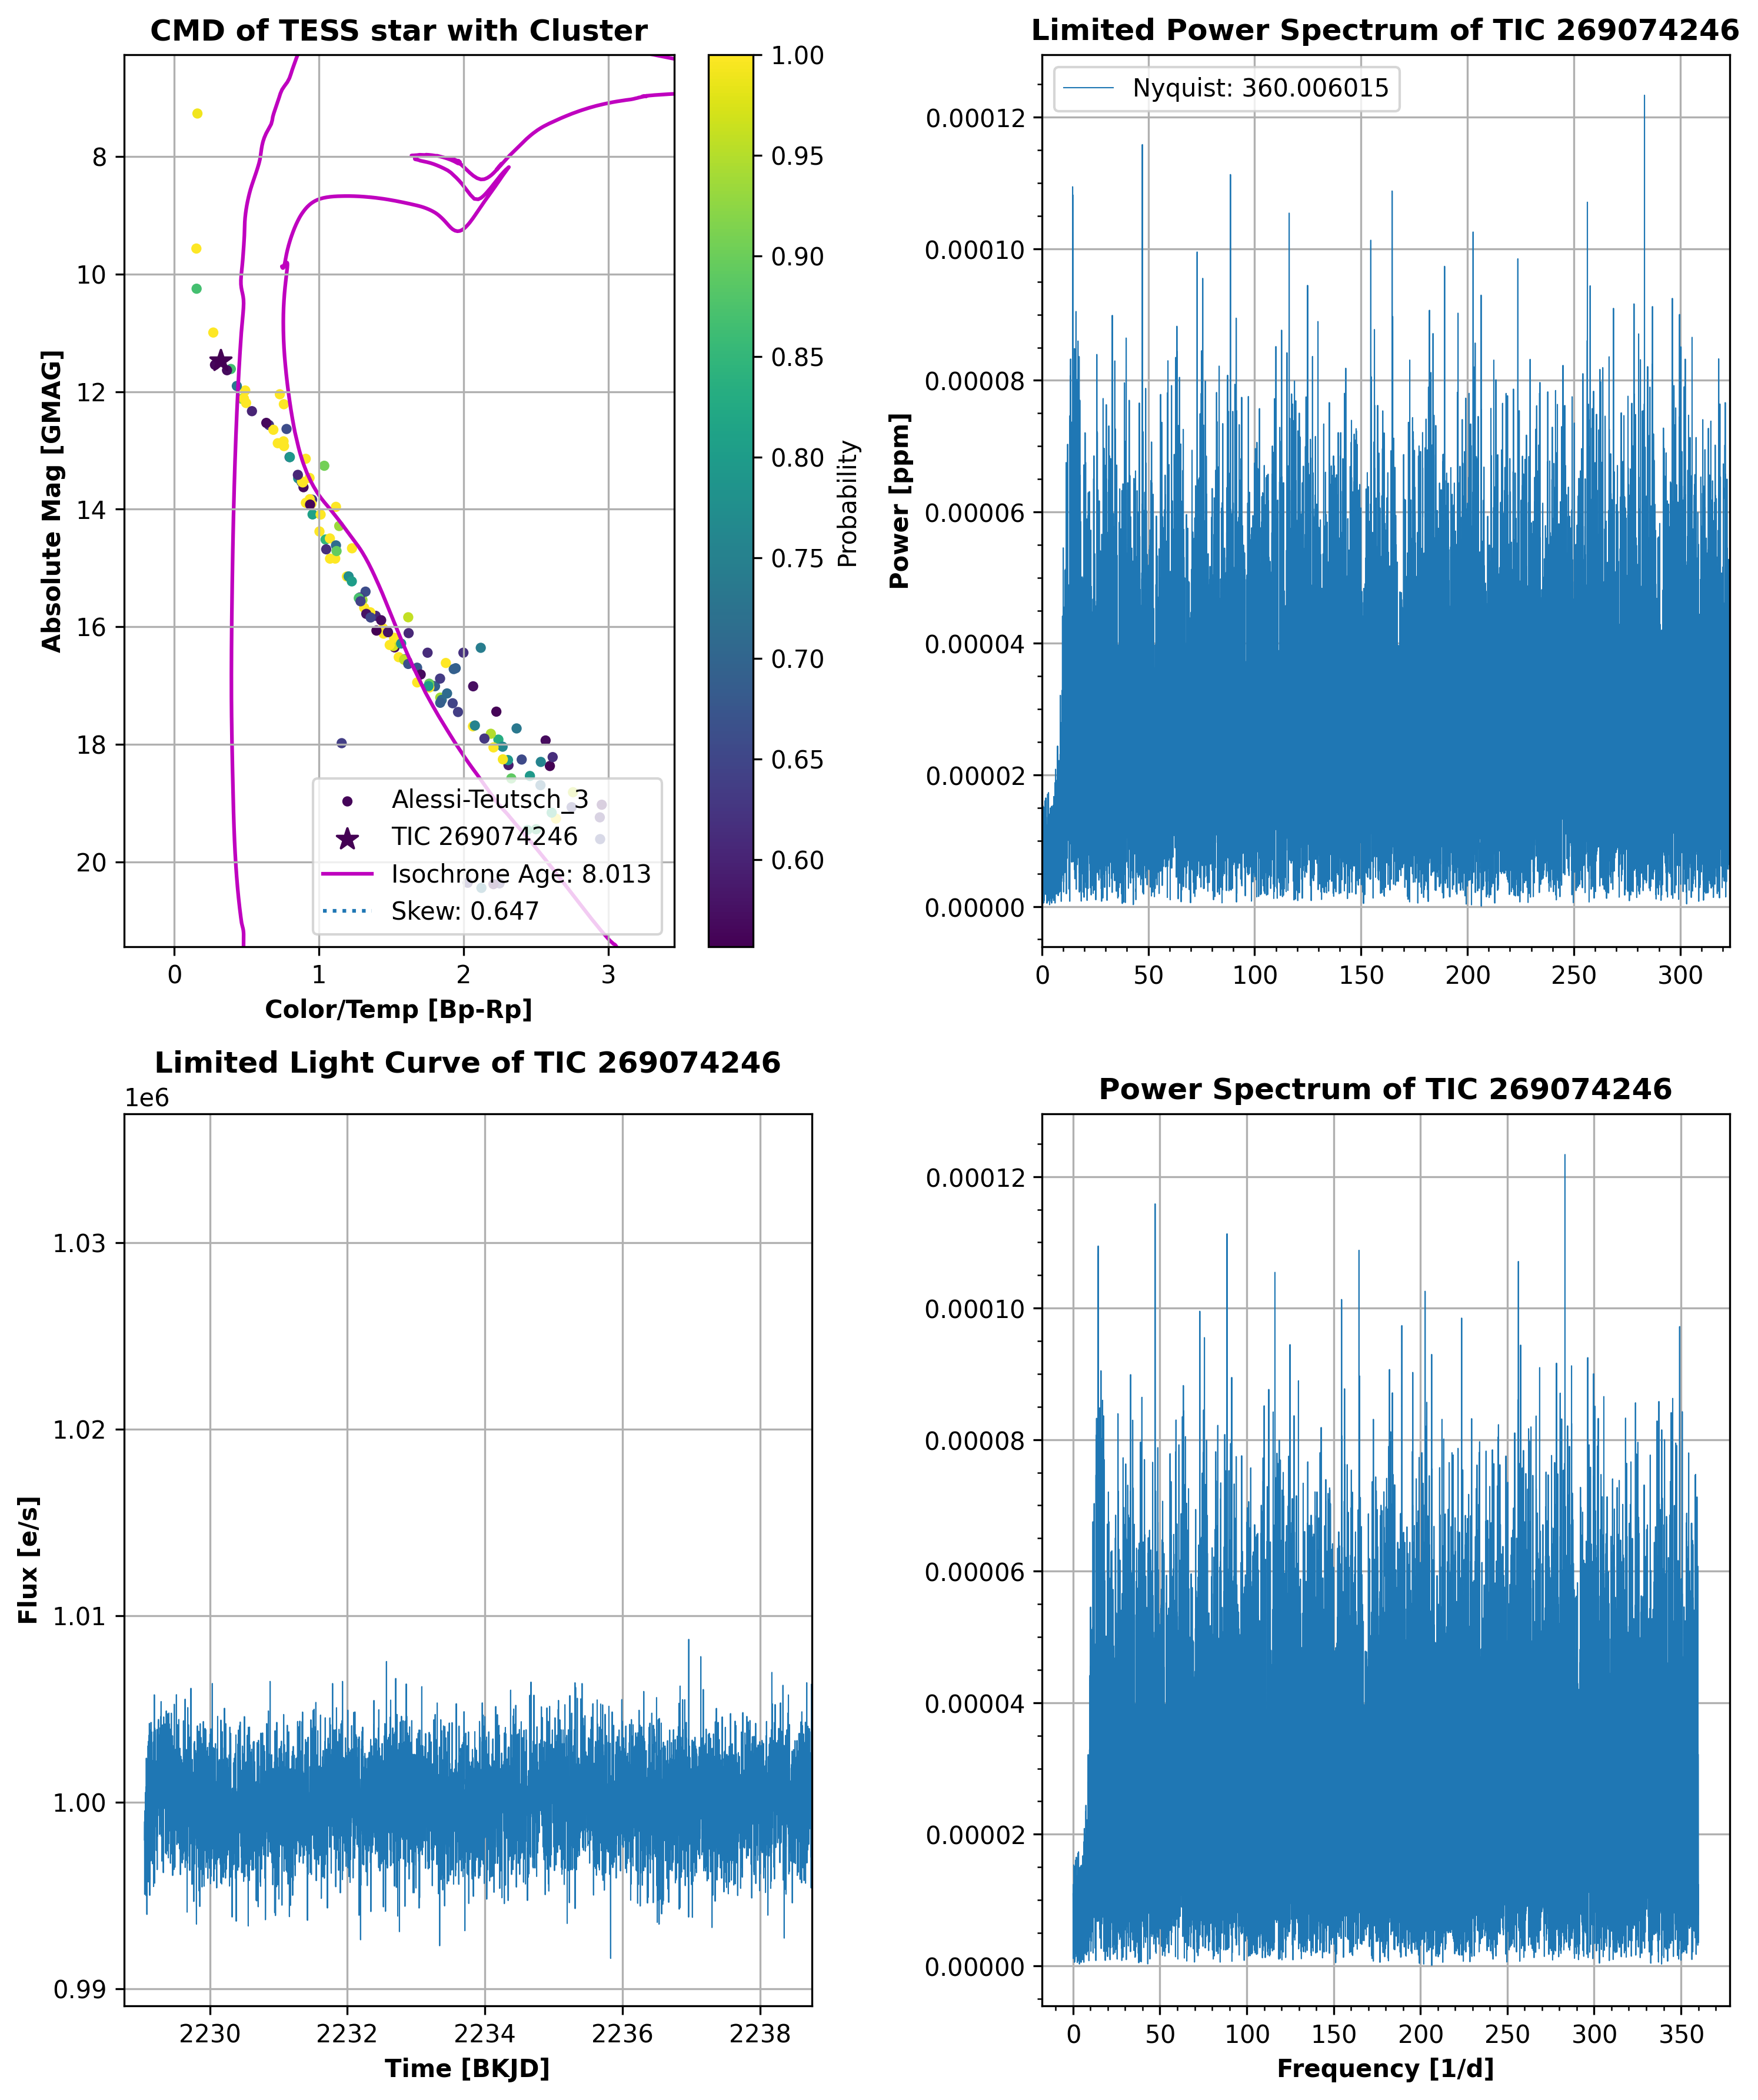 CMD of TESS star with Cluster
Absolute Mag [GMAG]
8
10
12
14
16
18
20
0 1 2 3
Color/Temp [Bp-Rp]
Alessi-Teutsch_3
TIC 269074246
Isochrone Age: 8.013
Skew: 0.647
1.00
0.95
0.90
0.85
0.80
0.75
0.70
0.65
0.60
Probability
Limited Power Spectrum of TIC 269074246
Nyquist: 360.006015
Power [ppm]
0.00012
0.00010
0.00008
0.00006
0.00004
0.00002
0.00000
0 50 100 150 200 250 300
Limited Light Curve of TIC 269074246
1e6
Flux [e/s]
1.03
1.02
1.01
1.00
0.99
2230 2232 2234 2236 2238
Time [BKJD]
Power Spectrum of TIC 269074246
0.00012
0.00010
0.00008
0.00006
0.00004
0.00002
0.00000
0 50 100 150 200 250 300 350
Frequency [1/d]